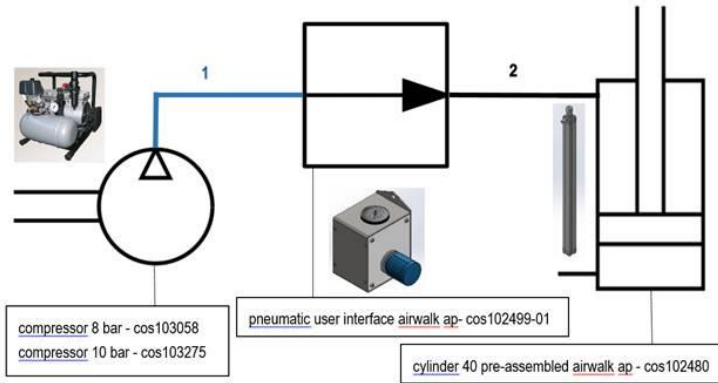 1
2
compressor 8 bar - cos103058
compressor 10 bar - cos103275
pneumatic user interface airwalk ap- cos102499-01
cylinder 40 pre-assembled airwalk ap - cos102480